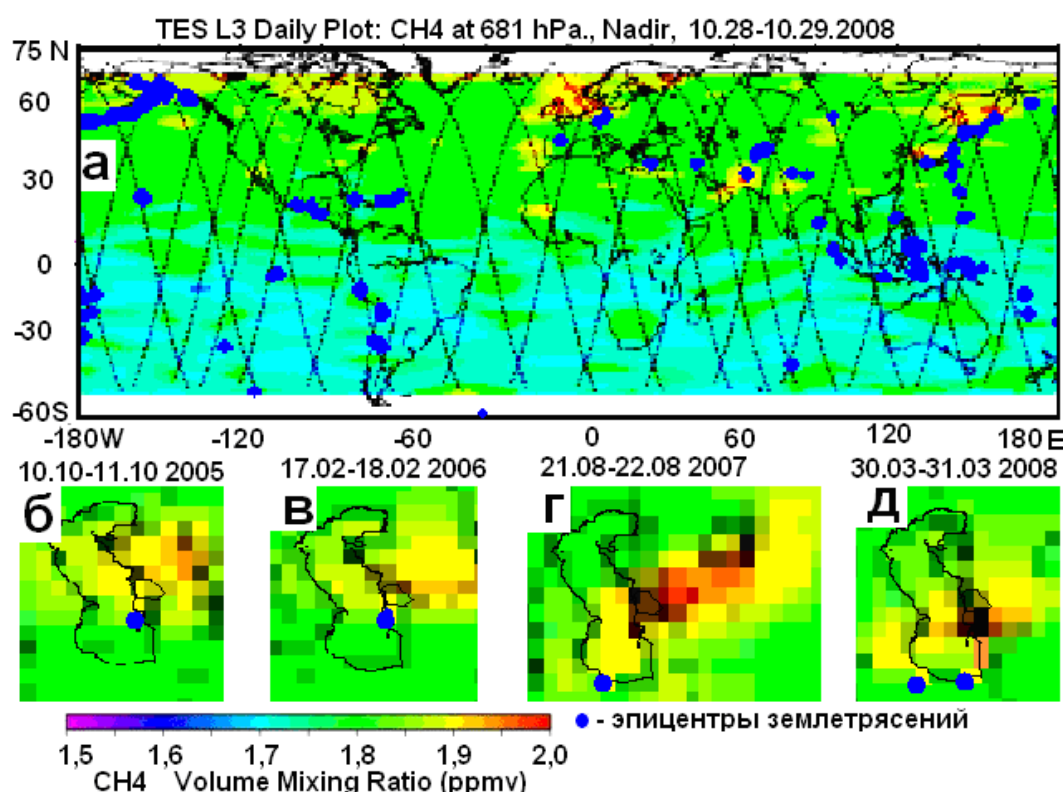 TES L3 Daily Plot: CH4 at 681 hPa., Nadir, 10.28-10.29.2008
75 N
60
а
30
0
-30
-60S
-180W -120 -60 0 60 120 180 E
10.10-11.10 2005 17.02-18.02 2006 21.08-22.08 2007 30.03-31.03 2008
б В Г Д
● - эпицентры землетрясений
1,5 1,6 1,7 1,8 1,9 2,0
CH4 Volume Mixing Ratio (ppmv)